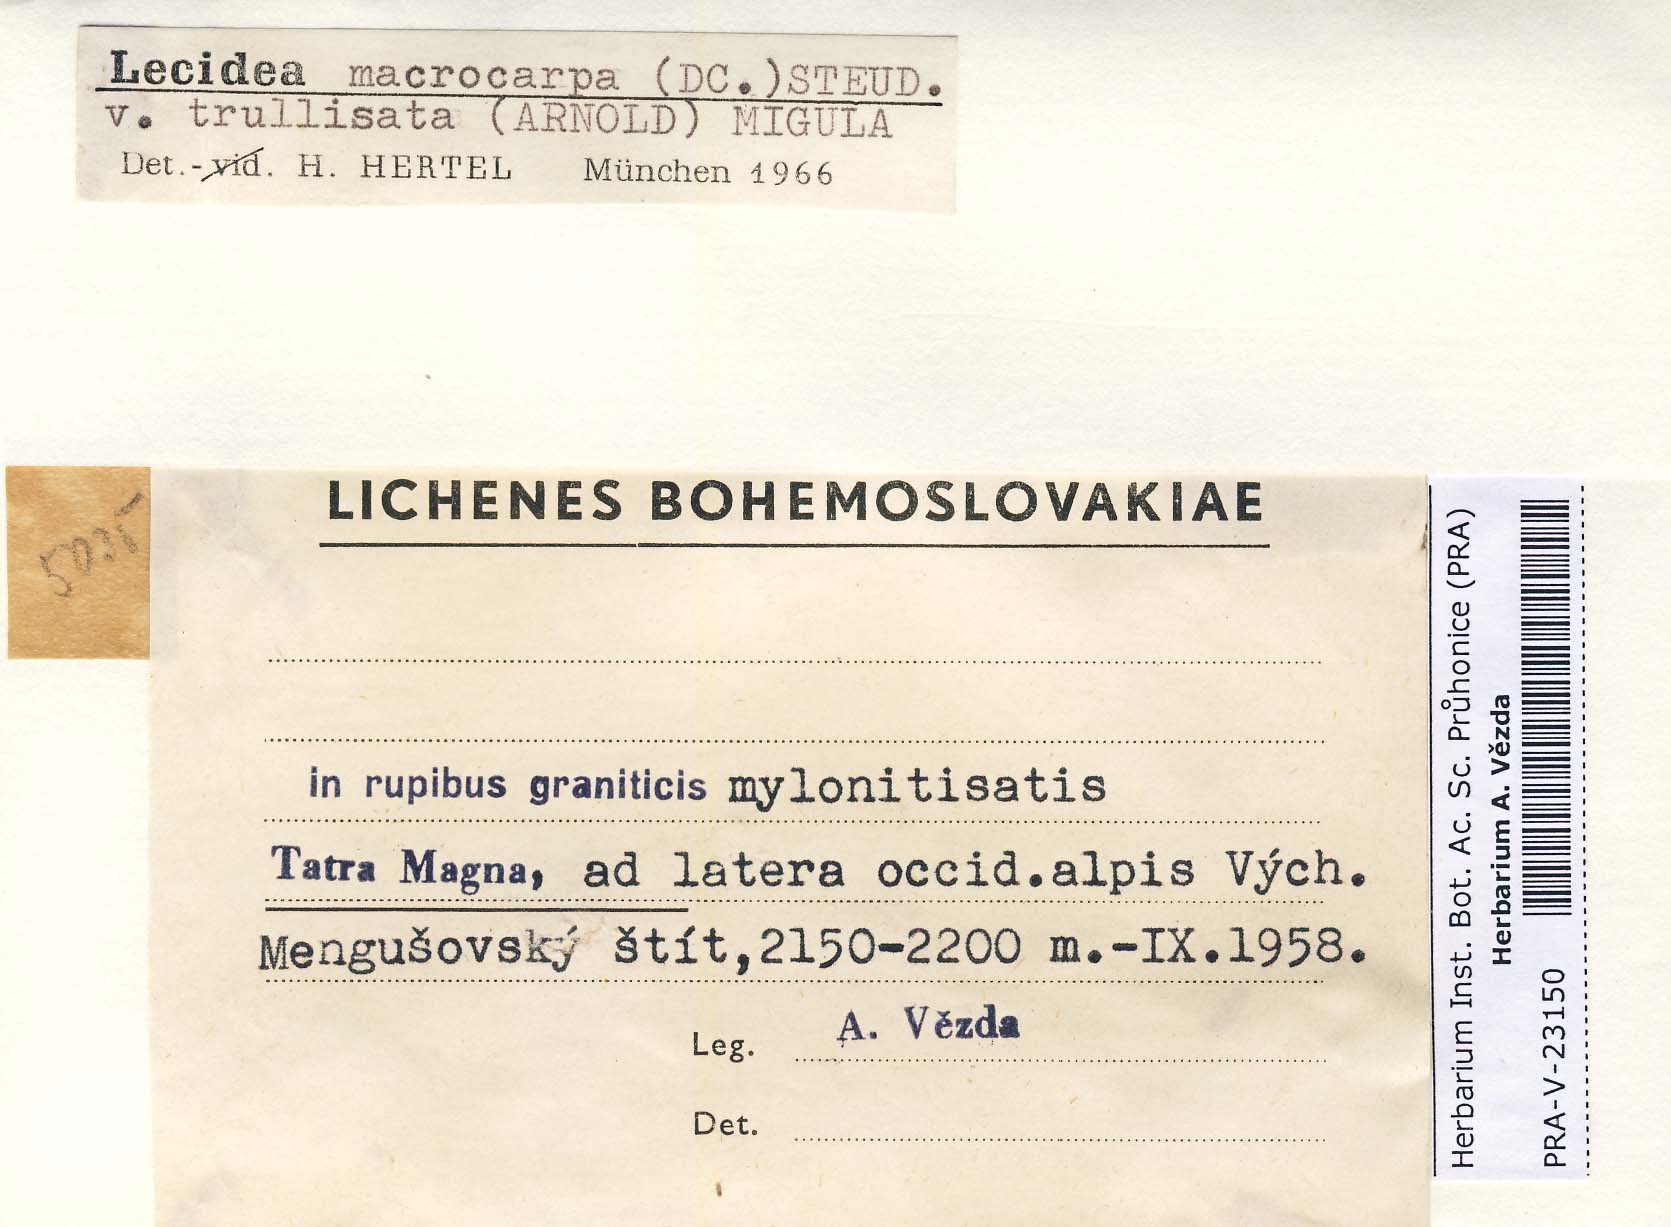 Lecidea macrocarpa (DC.)STEUD.
v. trullisata (ARNOLD) MIGULA
Det.-vid. H. HERTEL München 1966
LICHENES BOHEMOSLOVAKIAE
in rupibus graniticis mylonitisatis
Tatra Magna, ad latera occid.alpis Vých.
Mengušovský štít,2150-2200 m.-IX.1958.
Leg. A. Vězda
Det.
Herbarium Inst. Bot. Ac. Sc. Průhonice (PRA)
Herbarium A. Vězda
PRA-V-23150